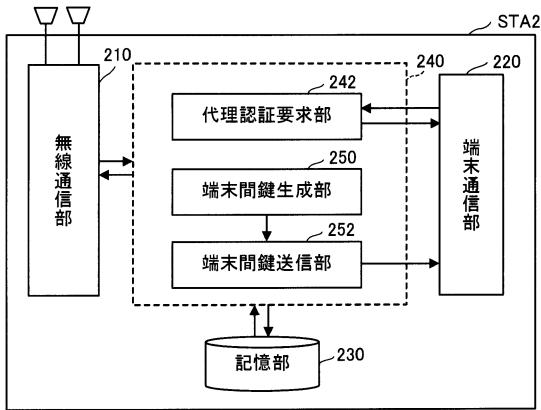 STA2
210
240
220
242
代理認証要求部
無線通信部
250
端末間鍵生成部
端末通信部
252
端末間鍵送信部
記憶部
230